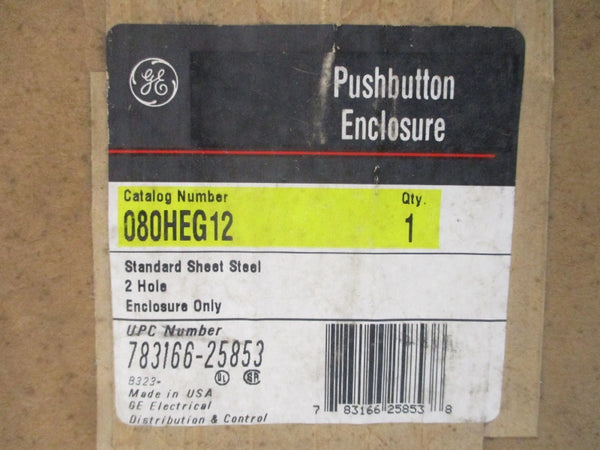 GE
Pushbutton
Enclosure
Catalog Number Qty.
080HEG12 1
Standard Sheet Steel
2 Hole
Enclosure Only
UPC Number
783166-25853
B323-
UL
Made in USA
GE Electrical
Distribution & Control
7 83166 25853 8